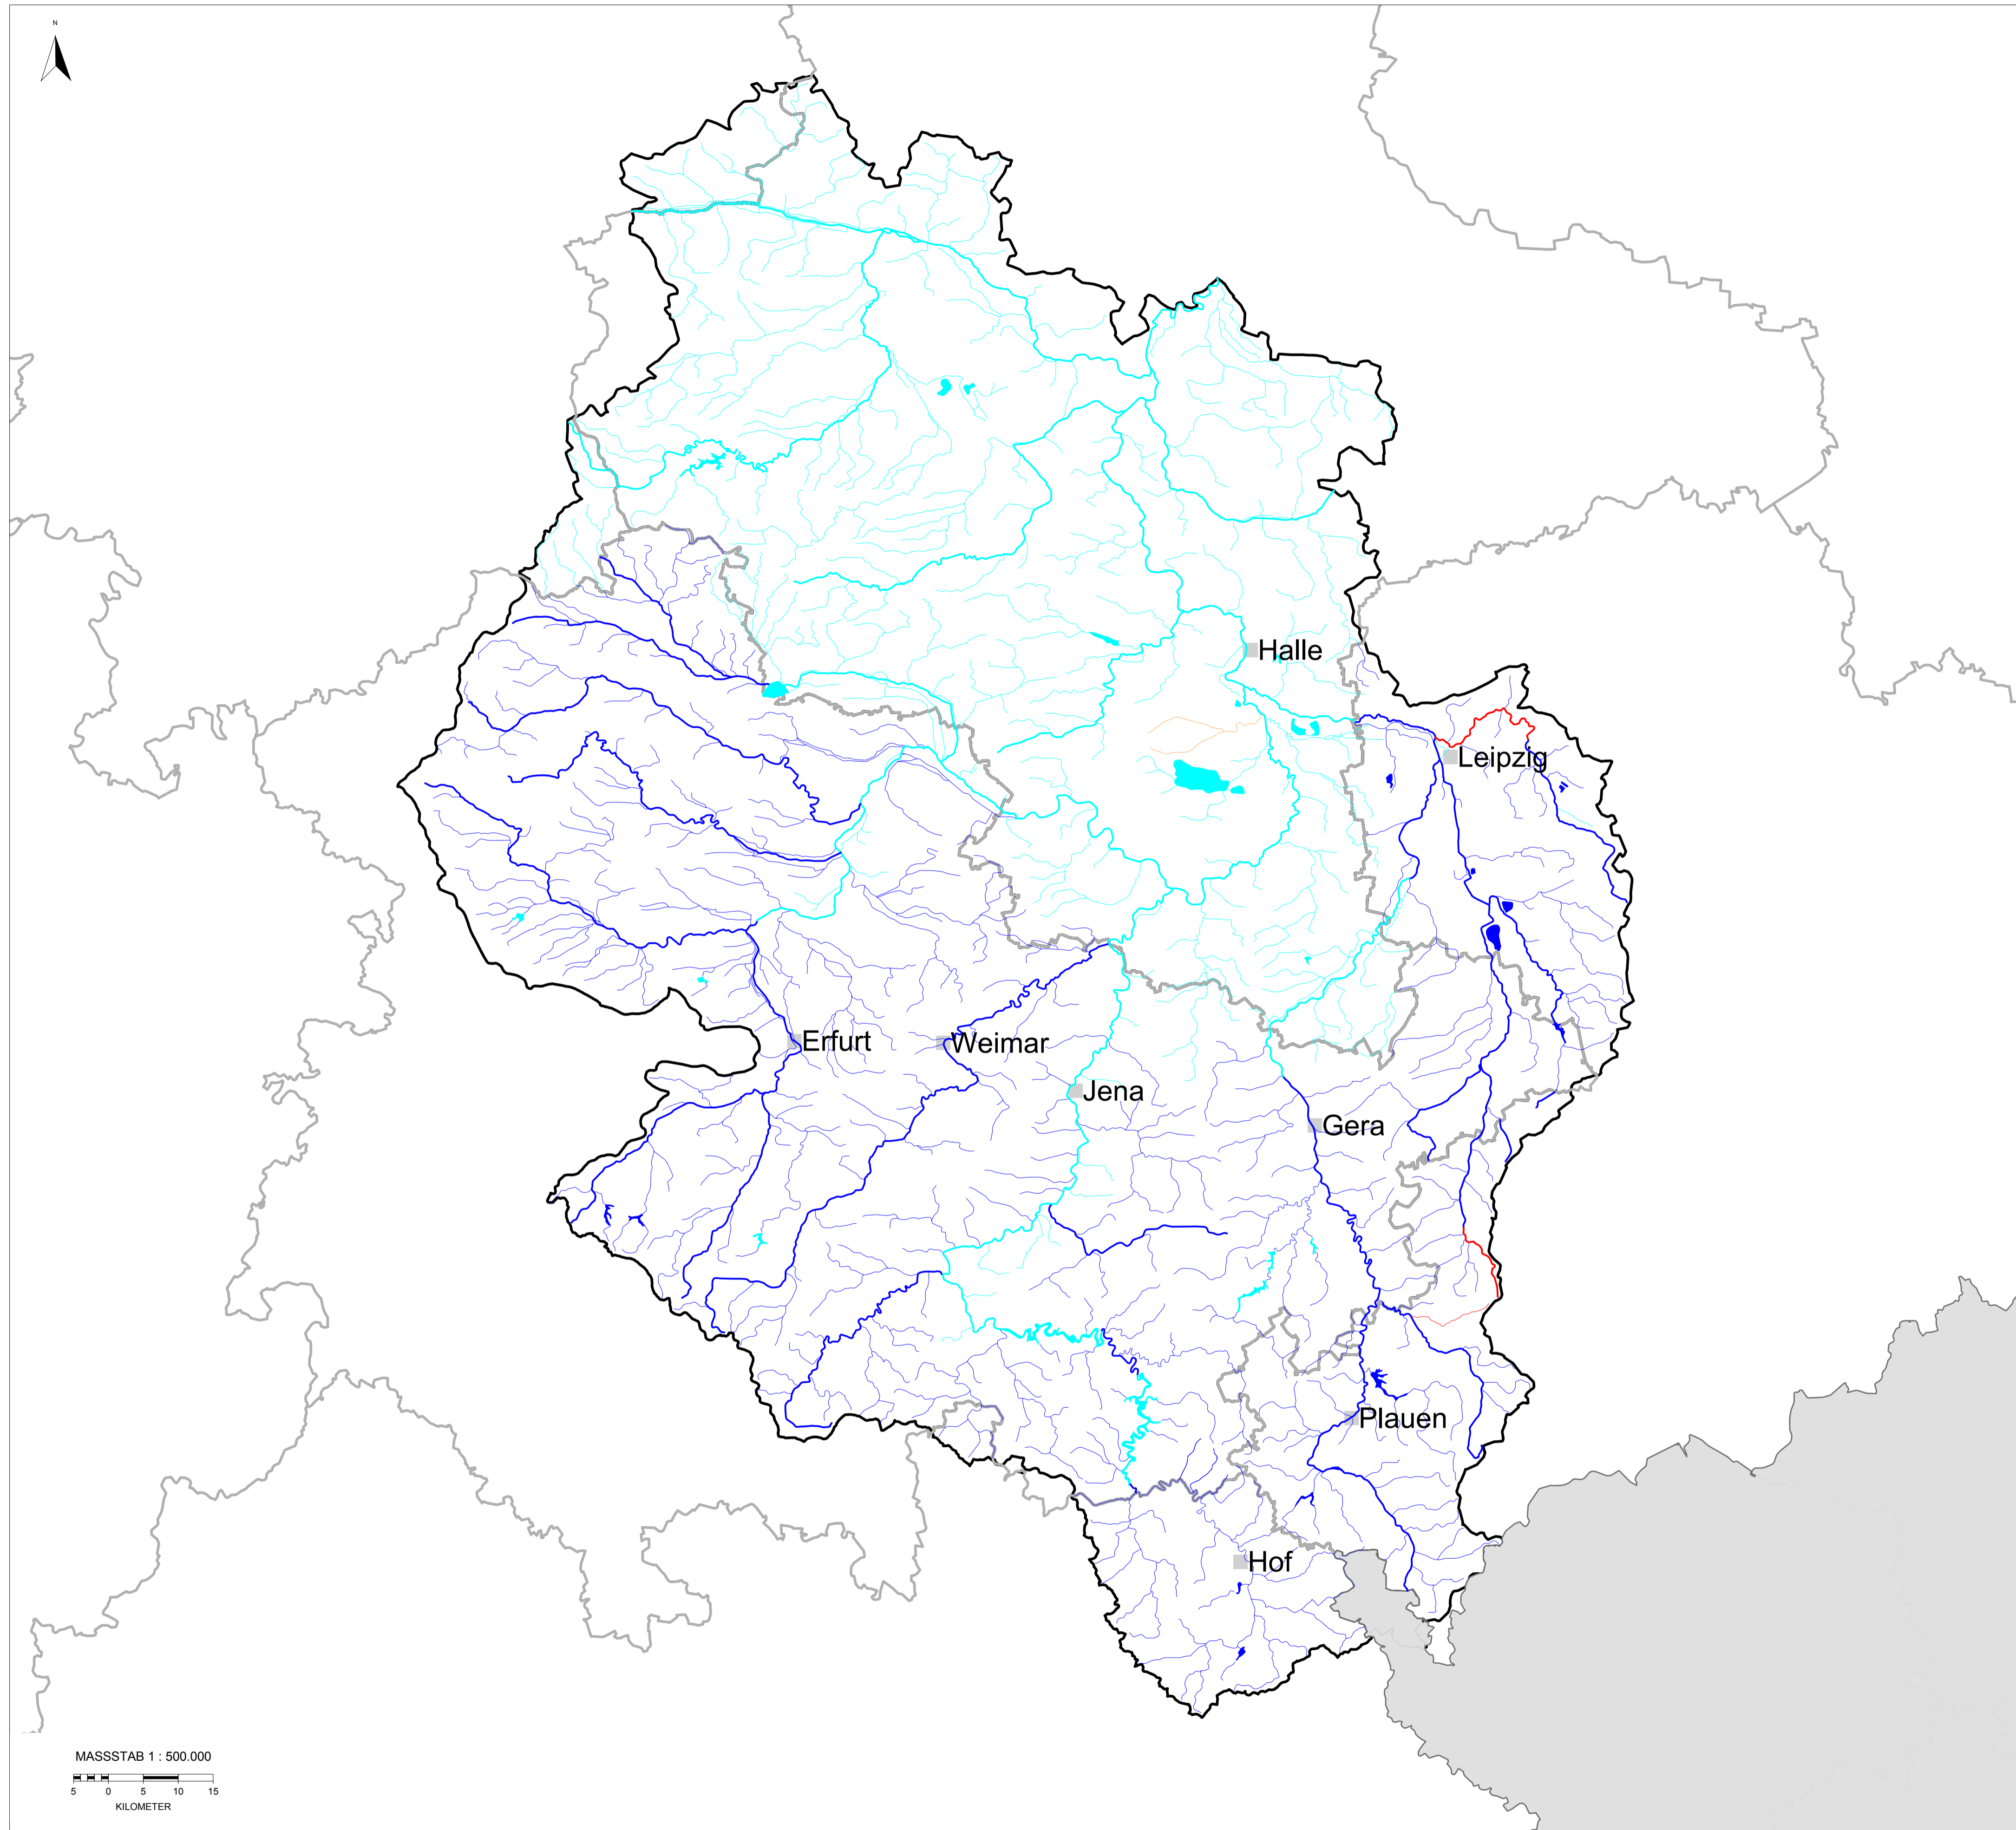 N
Halle
Leipzig
Erfurt
Weimar
Jena
Gera
Plauen
Hof
MASSSTAB 1 : 500.000
5 0 5 10 15
KILOMETER